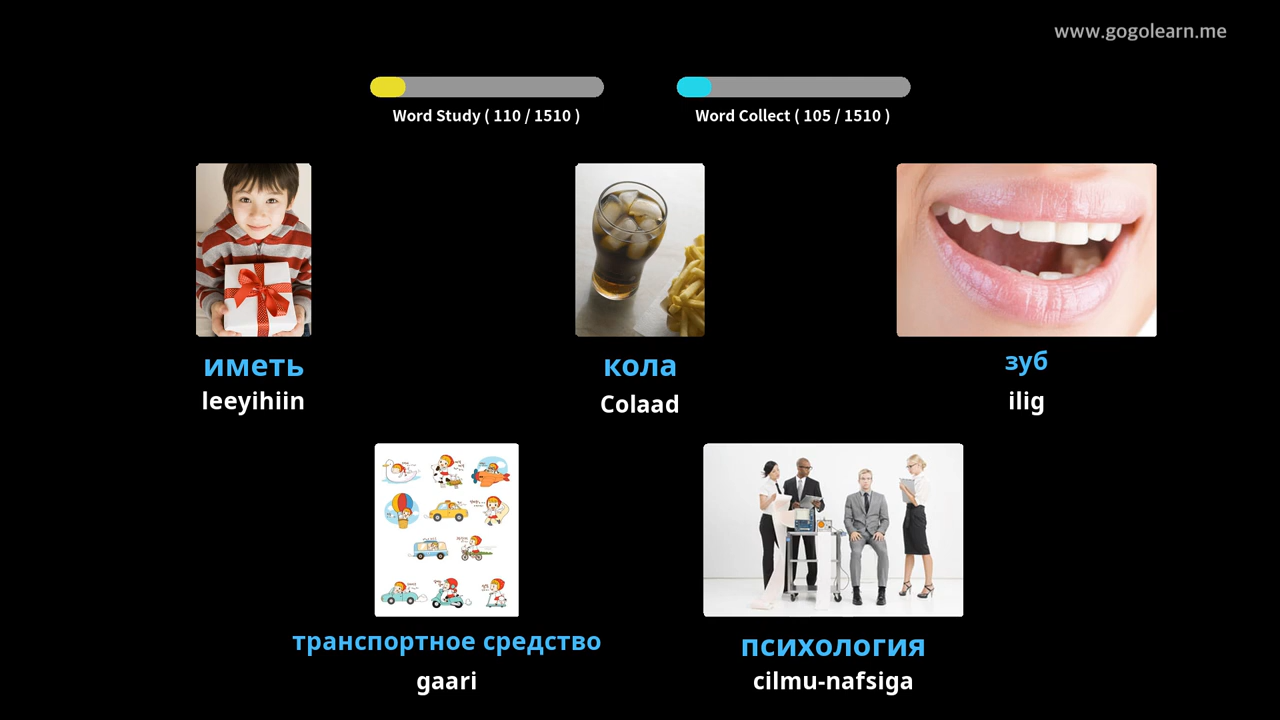 www.gogolearn.me
Word Study ( 110 / 1510 )
Word Collect ( 105 / 1510 )
иметь
leeyihiin
кола
Colaad
зуб
ilig
транспортное средство
gaari
психология
cilmu-nafsiga